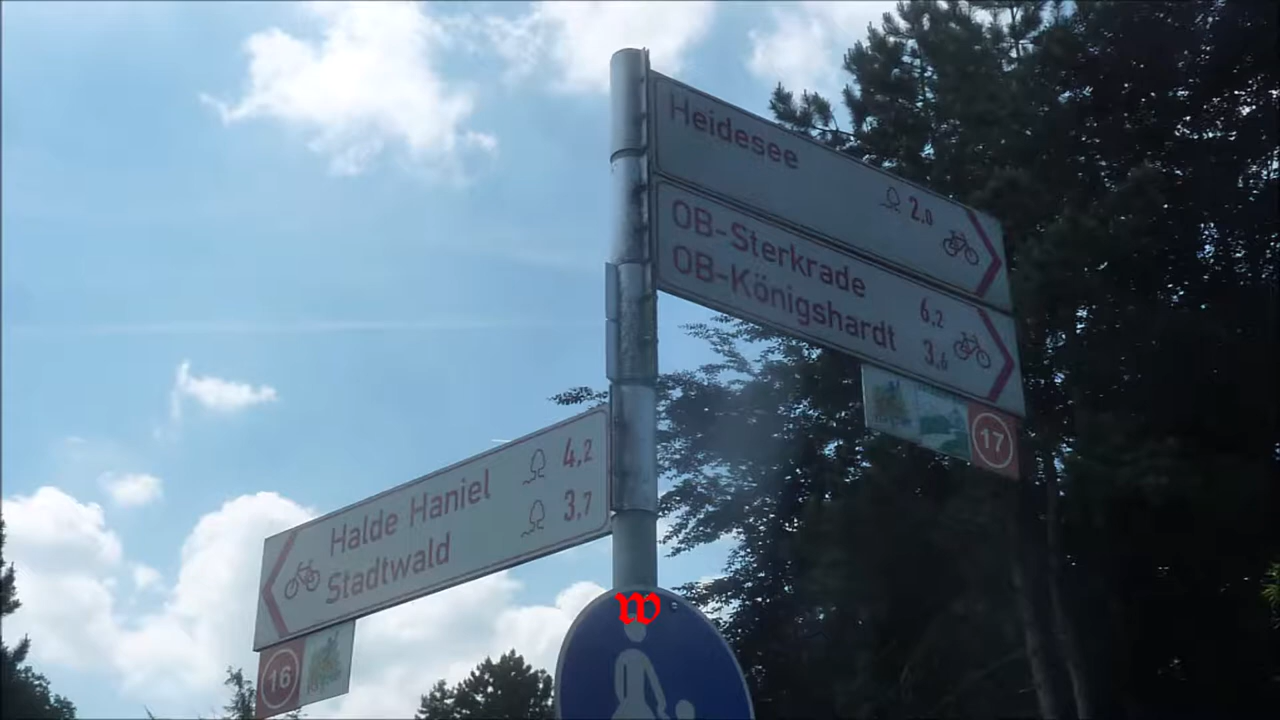 Heidesee 2.0
OB-Sterkrade 6.2
OB-Königshardt 3.6
17
Halde Haniel 4,2
Stadtwald 3,7
16
w